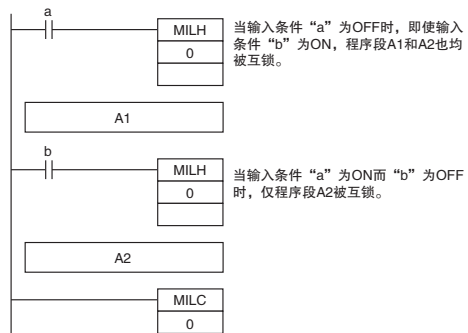 a
MILH
0
当输入条件“a”为OFF时，即使输入
条件“b”为ON，程序段A1和A2也均
被互锁。
A1
b
MILH
0
当输入条件“a”为ON而“b”为OFF
时，仅程序段A2被互锁。
A2
MILC
0